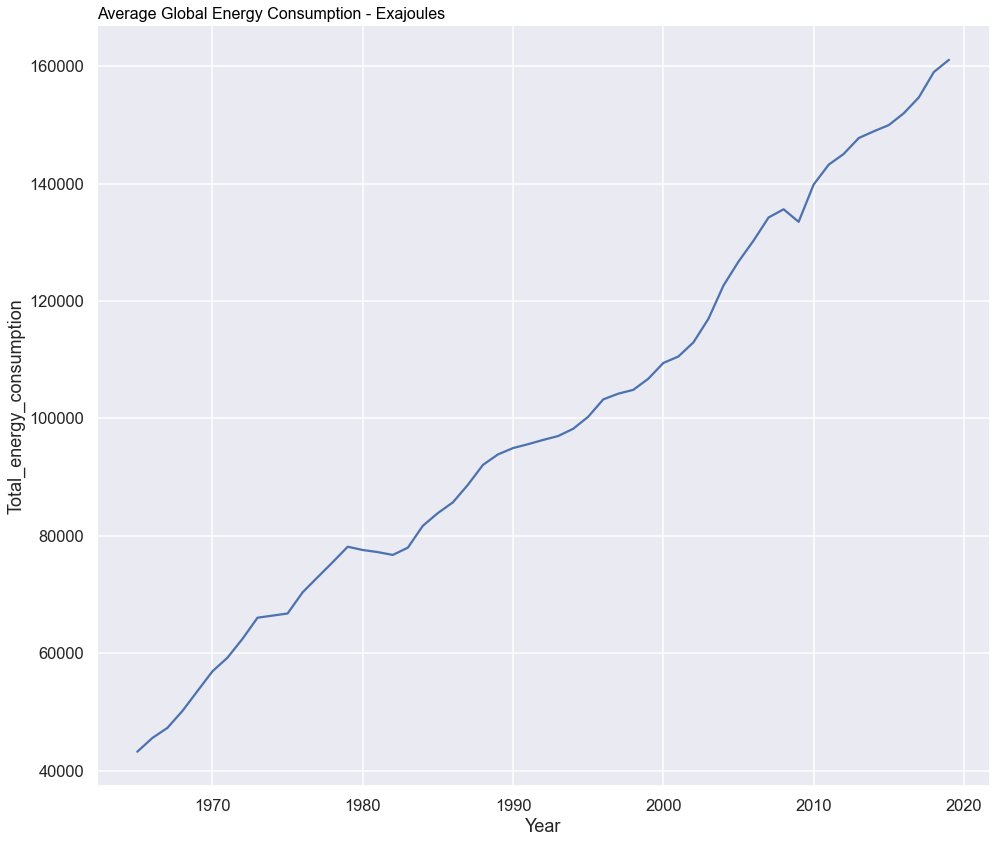 Average Global Energy Consumption - Exajoules
160000
140000
120000
100000
80000
60000
40000
Total_energy_consumption
1970 1980 1990 2000 2010 2020
Year